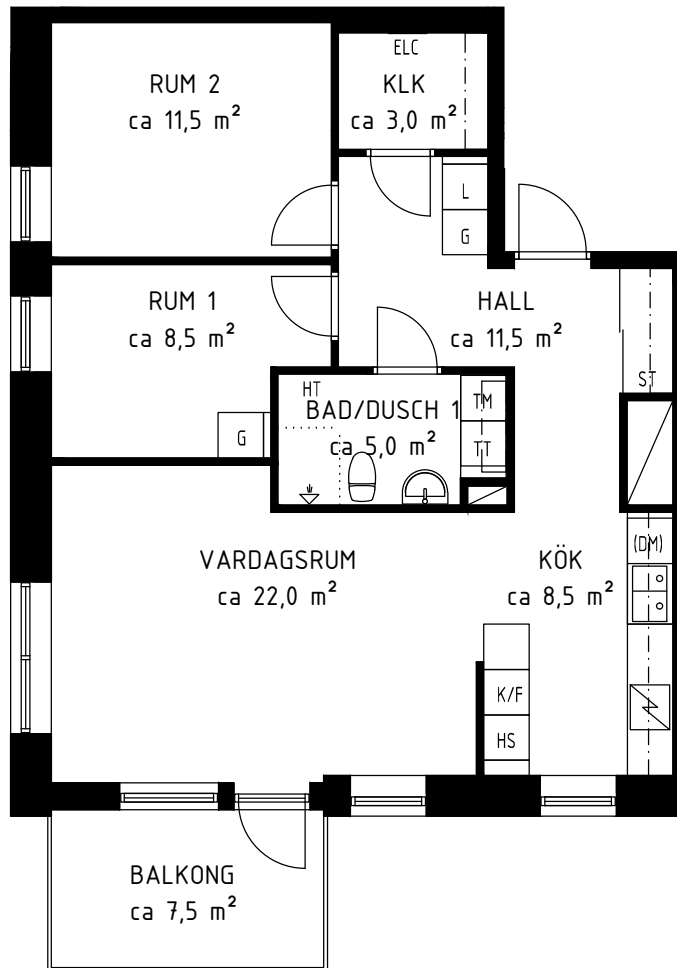 ELC
RUM 2
ca 11,5 m²
KLK
ca 3,0 m²
L
G
RUM 1
ca 8,5 m²
HALL
ca 11,5 m²
ST
HT
BAD/DUSCH 1
ca 5,0 m²
TM
TT
G
VARDAGSRUM
ca 22,0 m²
KÖK
ca 8,5 m²
(DM)
K/F
HS
BALKONG
ca 7,5 m²